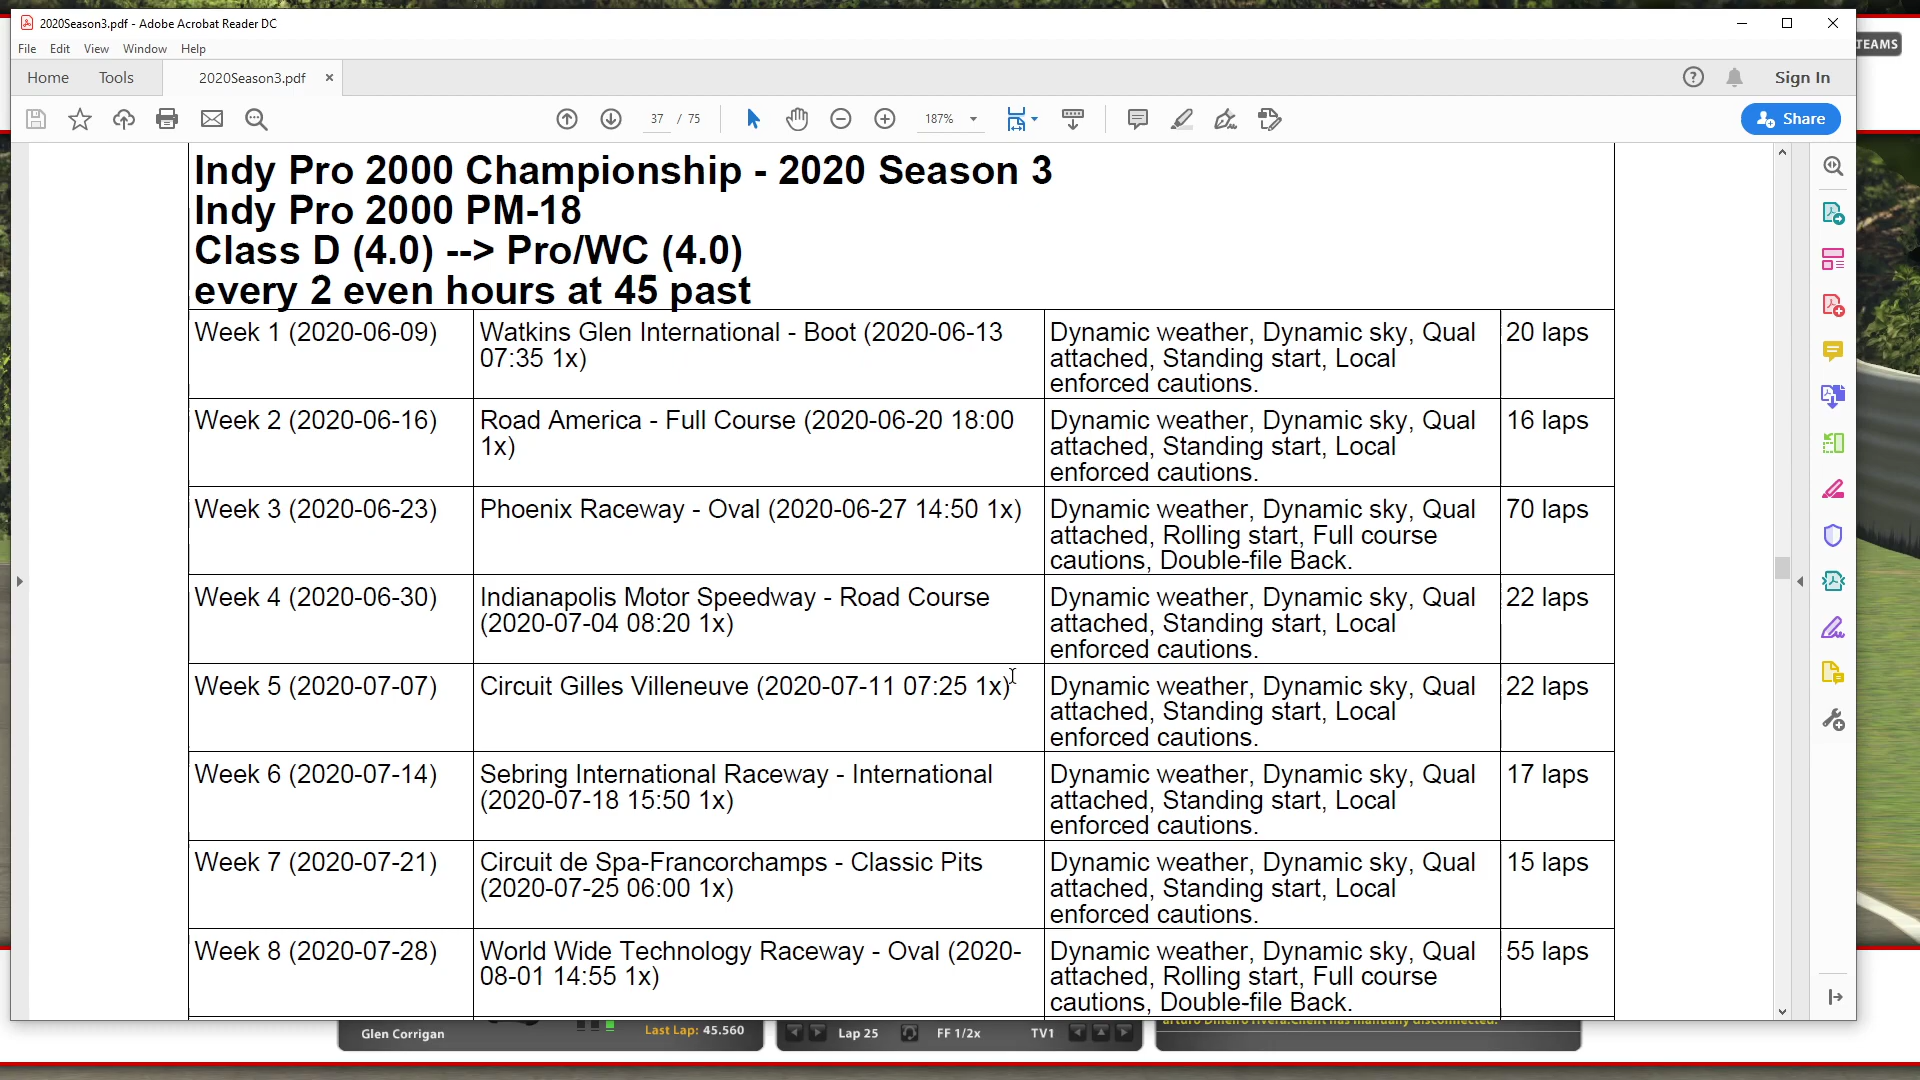 2020Season3.pdf - Adobe Acrobat Reader DC
File Edit View Window Help
TEAMS
Home Tools 2020Season3.pdf × Sign In
37 / 75 187% Share
Indy Pro 2000 Championship - 2020 Season 3
Indy Pro 2000 PM-18
Class D (4.0) --> Pro/WC (4.0)
every 2 even hours at 45 past
Week 1 (2020-06-09) Watkins Glen International - Boot (2020-06-13 Dynamic weather, Dynamic sky, Qual 20 laps
07:35 1x) attached, Standing start, Local
enforced cautions.
Week 2 (2020-06-16) Road America - Full Course (2020-06-20 18:00 Dynamic weather, Dynamic sky, Qual 16 laps
1x) attached, Standing start, Local
enforced cautions.
Week 3 (2020-06-23) Phoenix Raceway - Oval (2020-06-27 14:50 1x) Dynamic weather, Dynamic sky, Qual 70 laps
attached, Rolling start, Full course
cautions, Double-file Back.
Week 4 (2020-06-30) Indianapolis Motor Speedway - Road Course Dynamic weather, Dynamic sky, Qual 22 laps
(2020-07-04 08:20 1x) attached, Standing start, Local
enforced cautions.
Week 5 (2020-07-07) Circuit Gilles Villeneuve (2020-07-11 07:25 1x) Dynamic weather, Dynamic sky, Qual 22 laps
attached, Standing start, Local
enforced cautions.
Week 6 (2020-07-14) Sebring International Raceway - International Dynamic weather, Dynamic sky, Qual 17 laps
(2020-07-18 15:50 1x) attached, Standing start, Local
enforced cautions.
Week 7 (2020-07-21) Circuit de Spa-Francorchamps - Classic Pits Dynamic weather, Dynamic sky, Qual 15 laps
(2020-07-25 06:00 1x) attached, Standing start, Local
enforced cautions.
Week 8 (2020-07-28) World Wide Technology Raceway - Oval (2020- Dynamic weather, Dynamic sky, Qual 55 laps
08-01 14:55 1x) attached, Rolling start, Full course
cautions, Double-file Back.
Glen Corrigan Last Lap: 45.560 Lap 25 FF 1/2x TV1
has manually disconnected.